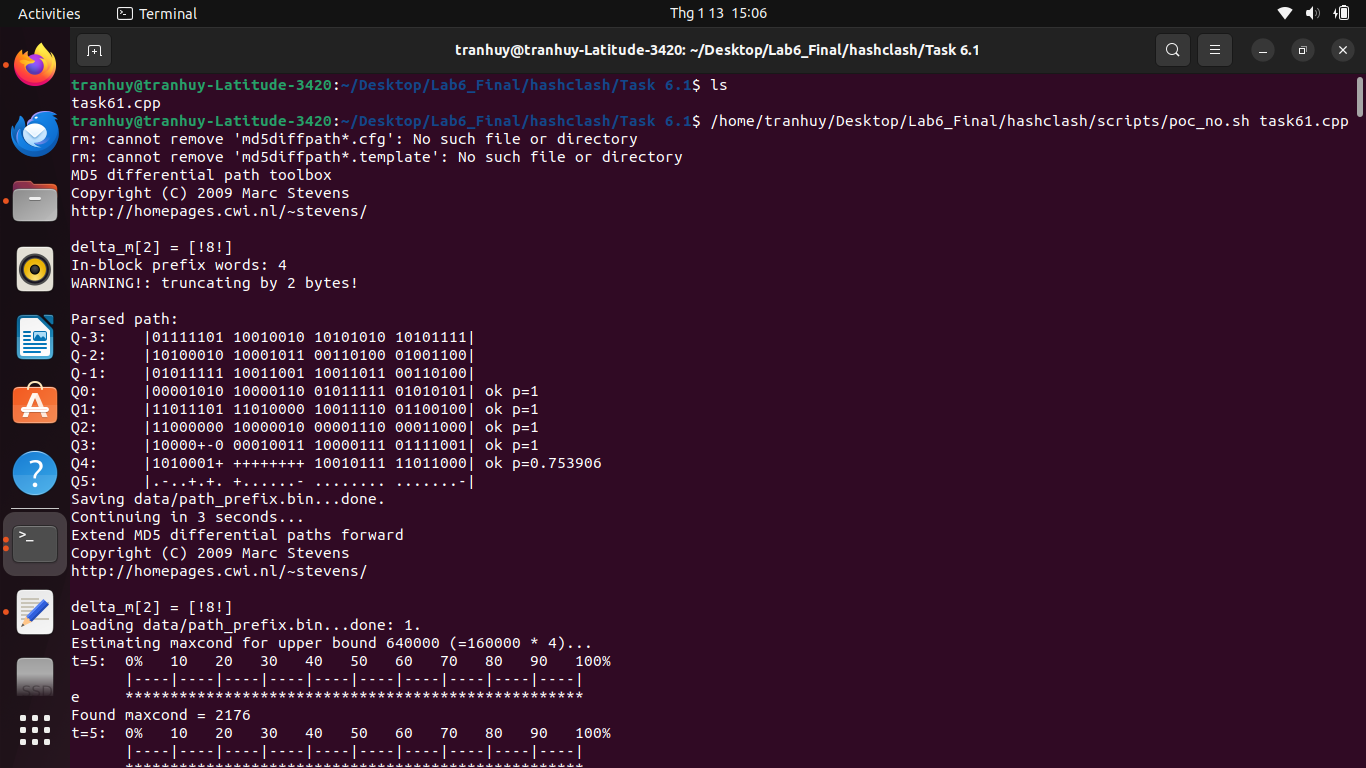 Activities
Terminal
Thg 1 13 15:06
tranhuy@tranhuy-Latitude-3420: ~/Desktop/Lab6_Final/hashclash/Task 6.1
tranhuy@tranhuy-Latitude-3420:~/Desktop/Lab6_Final/hashclash/Task 6.1$ ls
task61.cpp
tranhuy@tranhuy-Latitude-3420:~/Desktop/Lab6_Final/hashclash/Task 6.1$ /home/tranhuy/Desktop/Lab6_Final/hashclash/scripts/poc_no.sh task61.cpp
rm: cannot remove 'md5diffpath*.cfg': No such file or directory
rm: cannot remove 'md5diffpath*.template': No such file or directory
MD5 differential path toolbox
Copyright (C) 2009 Marc Stevens
http://homepages.cwi.nl/~stevens/
delta_m[2] = [!8!]
In-block prefix words: 4
WARNING!: truncating by 2 bytes!
Parsed path:
Q-3:    |01111101 10010010 10101010 10101111|
Q-2:    |10100010 10001011 00110100 01001100|
Q-1:    |01011111 10011001 10011011 00110100|
Q0:     |00001010 10000110 01011111 01010101| ok p=1
Q1:     |11011101 11010000 10011110 01100100| ok p=1
Q2:     |11000000 10000010 00001110 00011000| ok p=1
Q3:     |10000+-0 00010011 10000111 01111001| ok p=1
Q4:     |1010001+ ++++++++ 10010111 11011000| ok p=0.753906
Q5:     |.-..+.+. +......- ........ .......-|
Saving data/path_prefix.bin...done.
Continuing in 3 seconds...
Extend MD5 differential paths forward
Copyright (C) 2009 Marc Stevens
http://homepages.cwi.nl/~stevens/
delta_m[2] = [!8!]
Loading data/path_prefix.bin...done: 1.
Estimating maxcond for upper bound 640000 (=160000 * 4)...
t=5:  0%   10   20   30   40   50   60   70   80   90   100%
      |----|----|----|----|----|----|----|----|----|----|
e     ***************************************************
Found maxcond = 2176
t=5:  0%   10   20   30   40   50   60   70   80   90   100%
      |----|----|----|----|----|----|----|----|----|----|
SSD